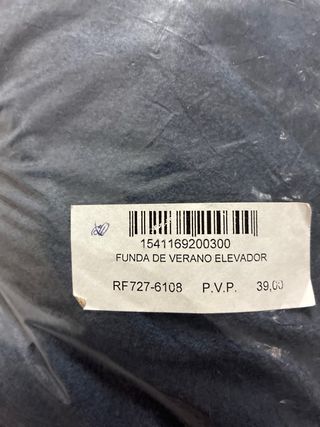 1541169200300
FUNDA DE VERANO ELEVADOR
RF727-6108 P.V.P. 39,00